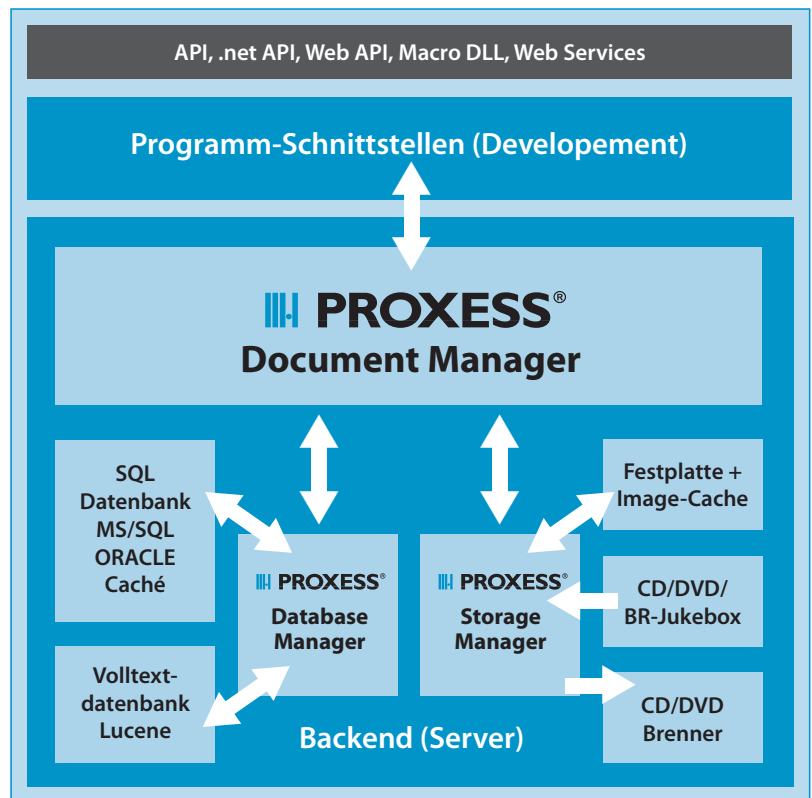 API, .net API, Web API, Macro DLL, Web Services
Programm-Schnittstellen (Developement)
PROXESS®
Document Manager
SQL
Datenbank
MS/SQL
ORACLE
Caché
Festplatte +
Image-Cache
PROXESS®
Database
Manager
PROXESS®
Storage
Manager
CD/DVD/
BR-Jukebox
Volltext-
datenbank
Lucene
CD/DVD
Brenner
Backend (Server)